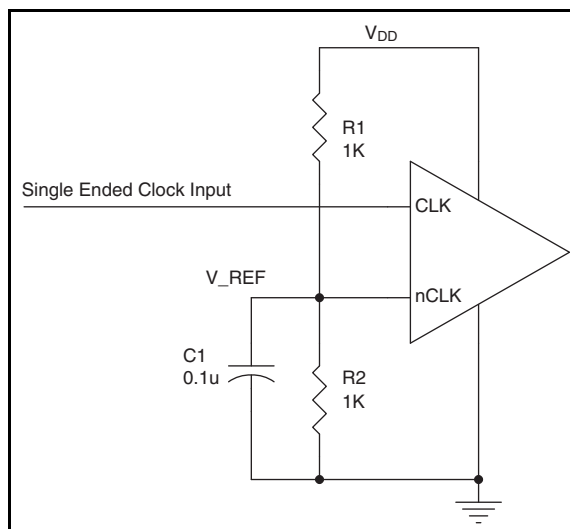 VDD
R1
1K
Single Ended Clock Input
CLK
V_REF
nCLK
C1
0.1u
R2
1K